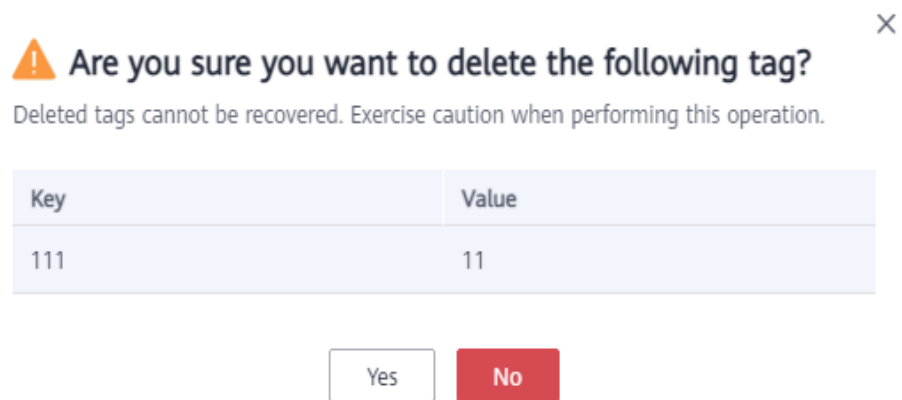 Are you sure you want to delete the following tag?
Deleted tags cannot be recovered. Exercise caution when performing this operation.
Key Value
111 11
Yes No